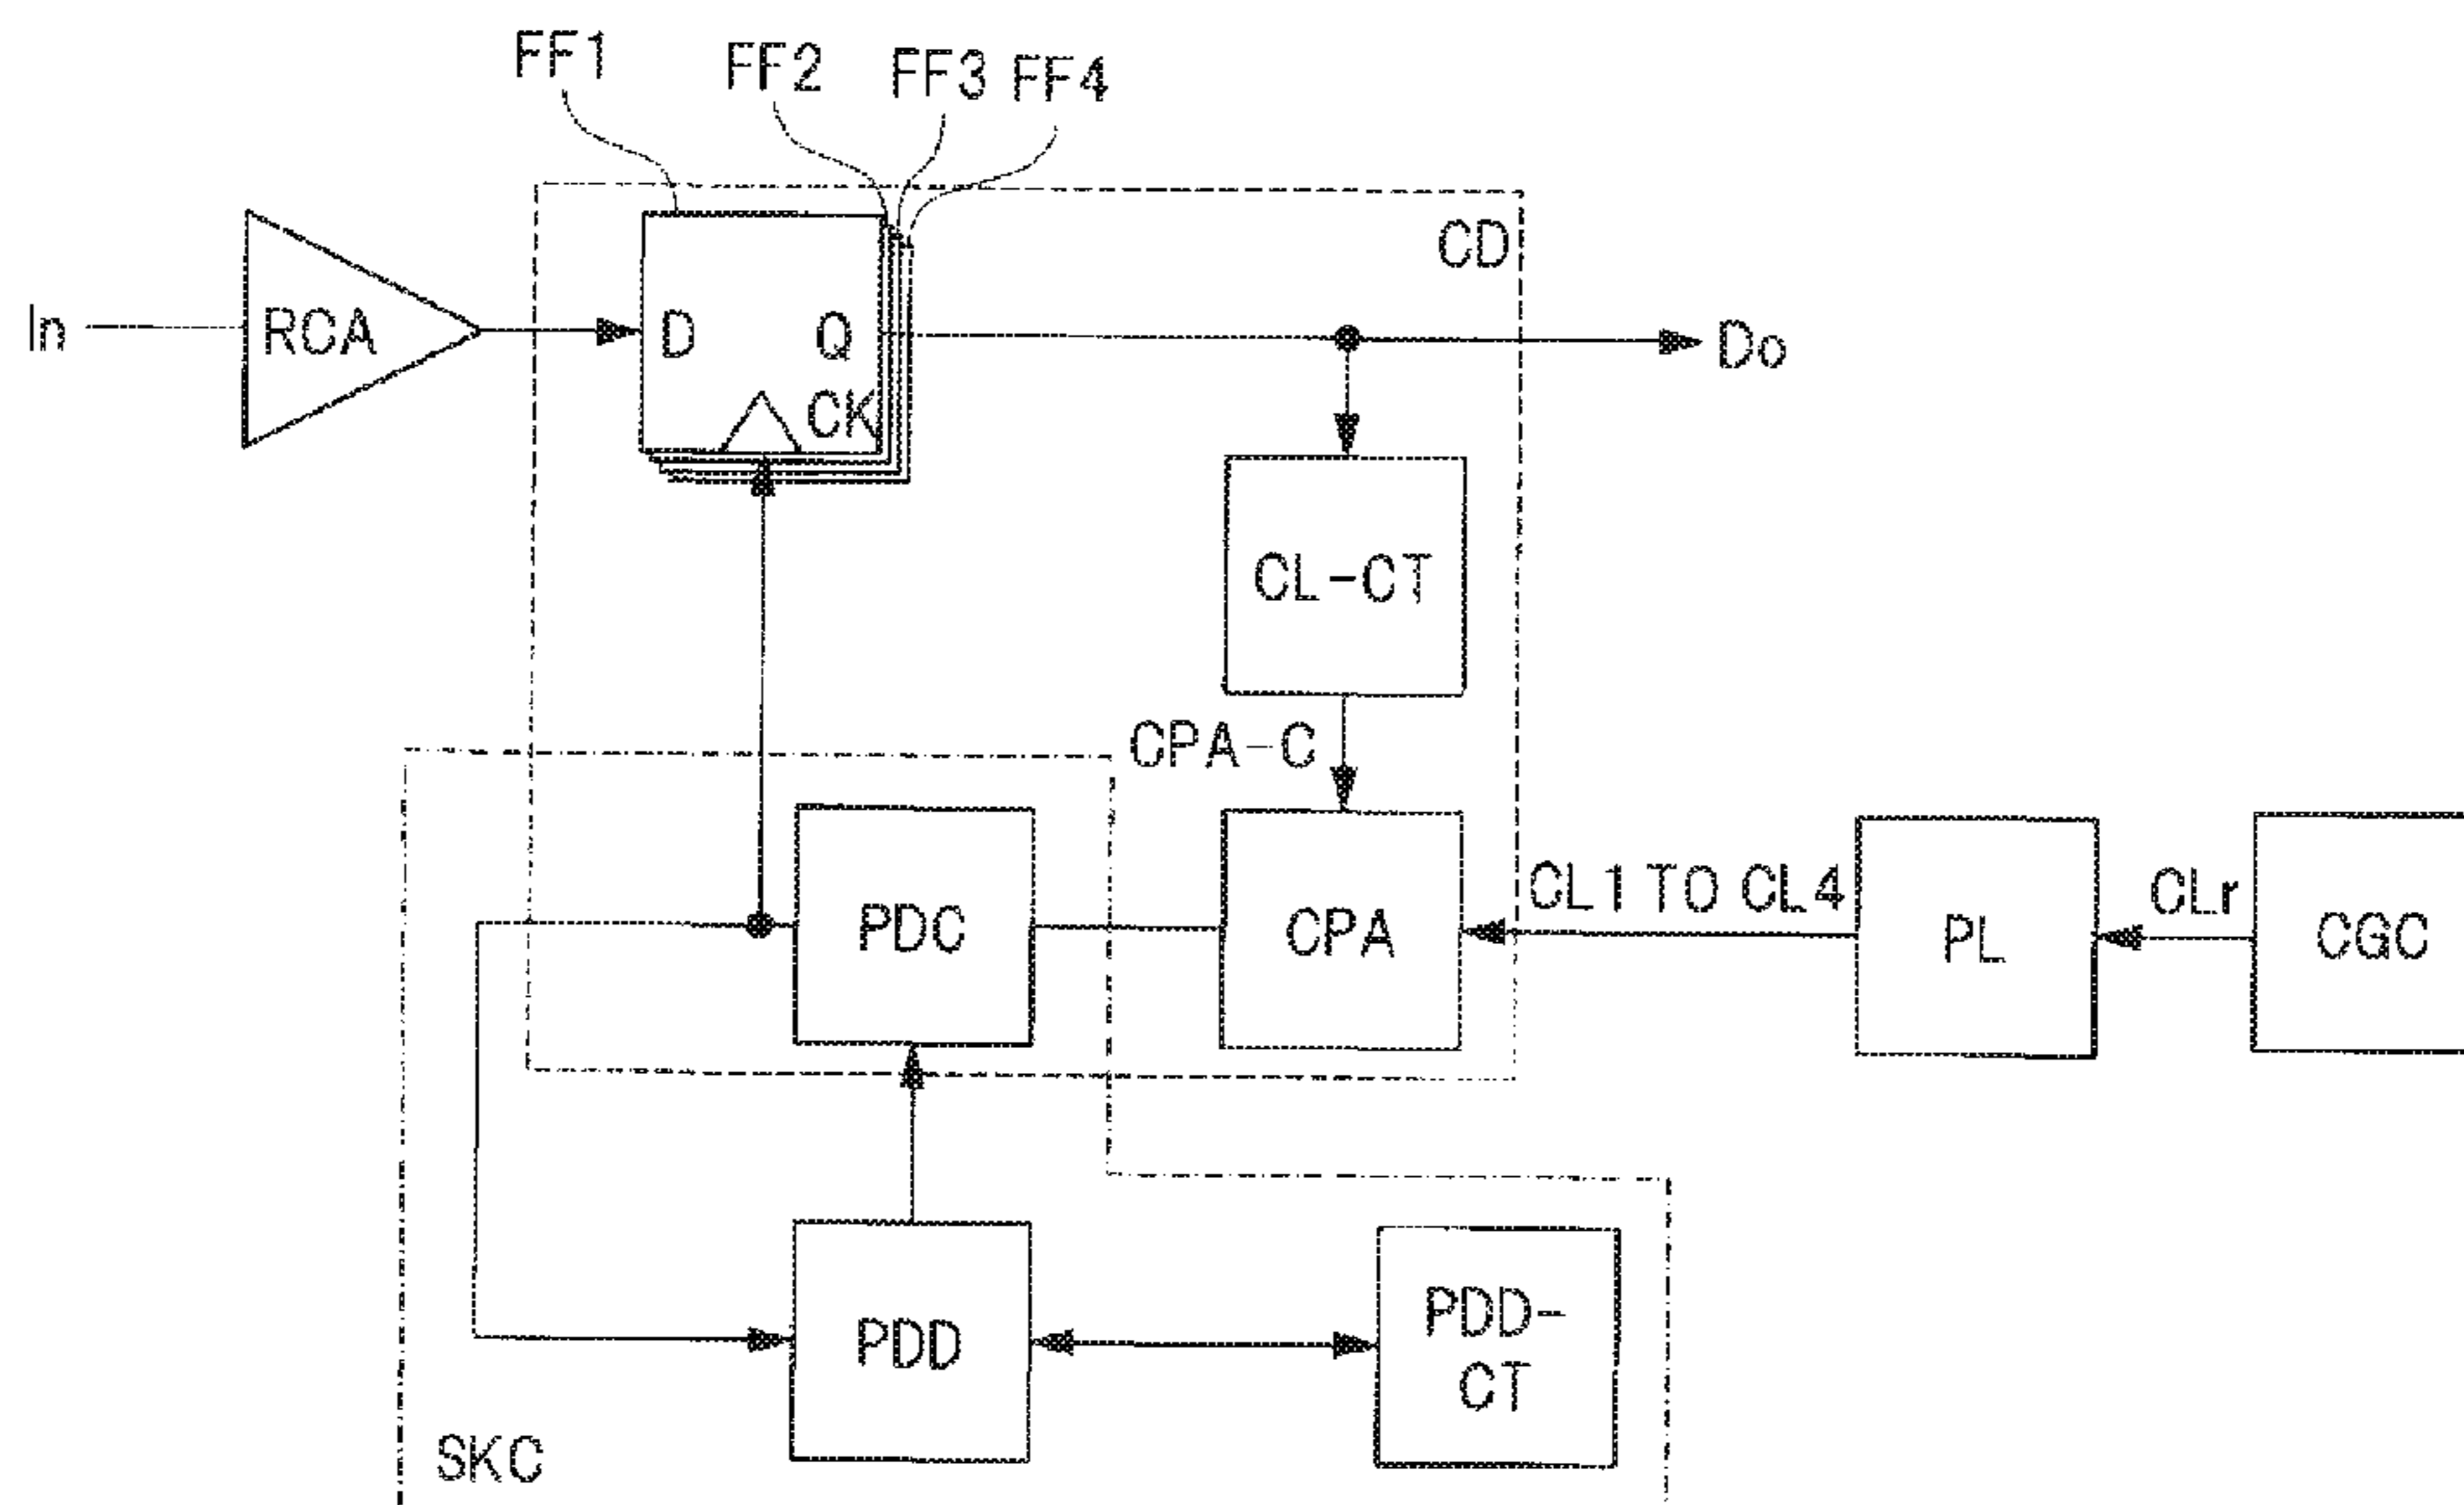 FF1
FF2
FF3
FF4
CD
In
RCA
D
Q
CK
Do
CL-CT
CPA-C
PDC
CPA
CL1 TO CL4
PL
CLr
CGC
PDD
PDD-
CT
SKC